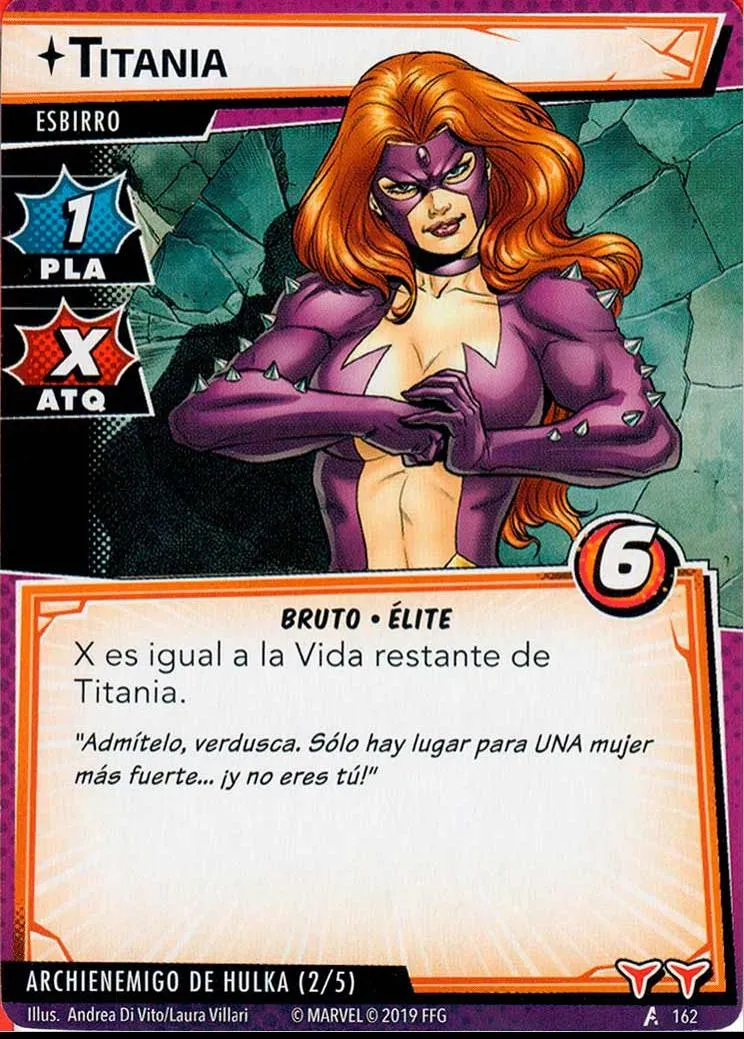 TITANIA
ESBIRRO
1
PLA
X
ATQ
6
BRUTO • ÉLITE
X es igual a la Vida restante de
Titania.
"Admítelo, verdusca. Sólo hay lugar para UNA mujer
más fuerte... ¡y no eres tú!"
ARCHIENEMIGO DE HULKA (2/5)
Illus. Andrea Di Vito/Laura Villari © MARVEL © 2019 FFG 162